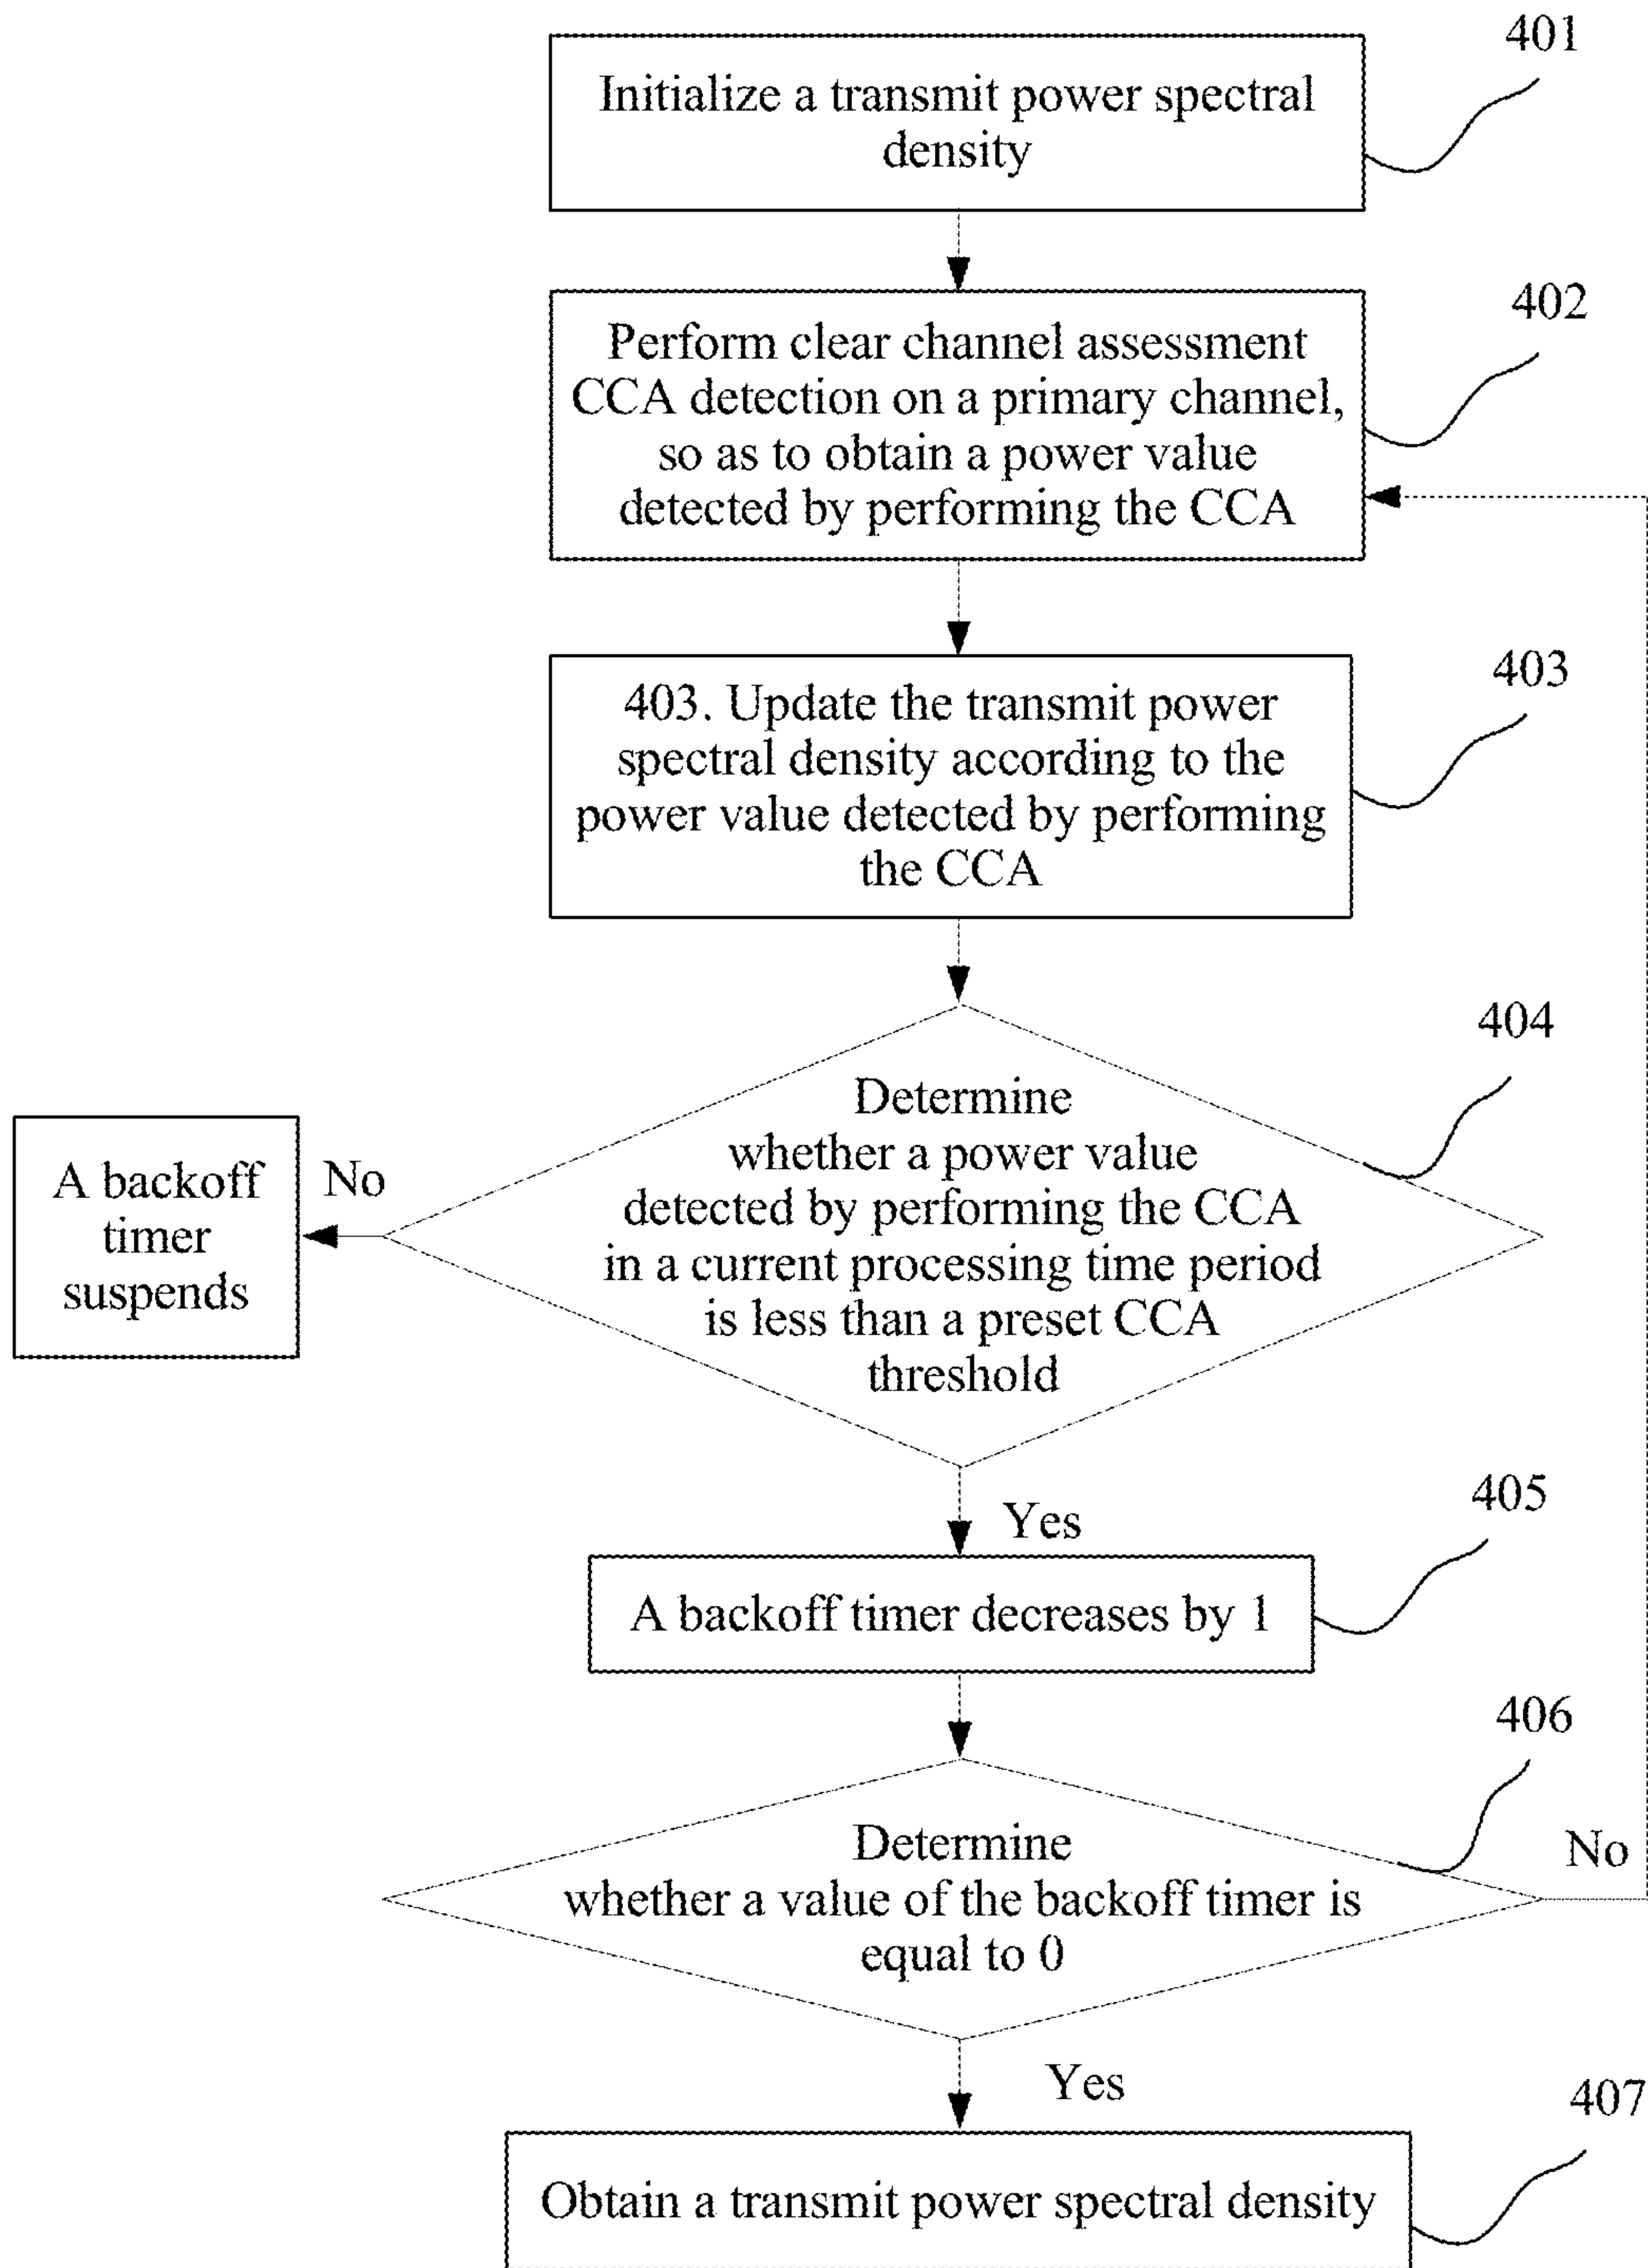 401
Initialize a transmit power spectral
density
402
Perform clear channel assessment
CCA detection on a primary channel,
so as to obtain a power value
detected by performing the CCA
403
403. Update the transmit power
spectral density according to the
power value detected by performing
the CCA
404
Determine
whether a power value
detected by performing the CCA
in a current processing time period
is less than a preset CCA
threshold
No
A backoff
timer
suspends
Yes
405
A backoff timer decreases by 1
406
Determine
whether a value of the backoff timer is
equal to 0
No
Yes
407
Obtain a transmit power spectral density